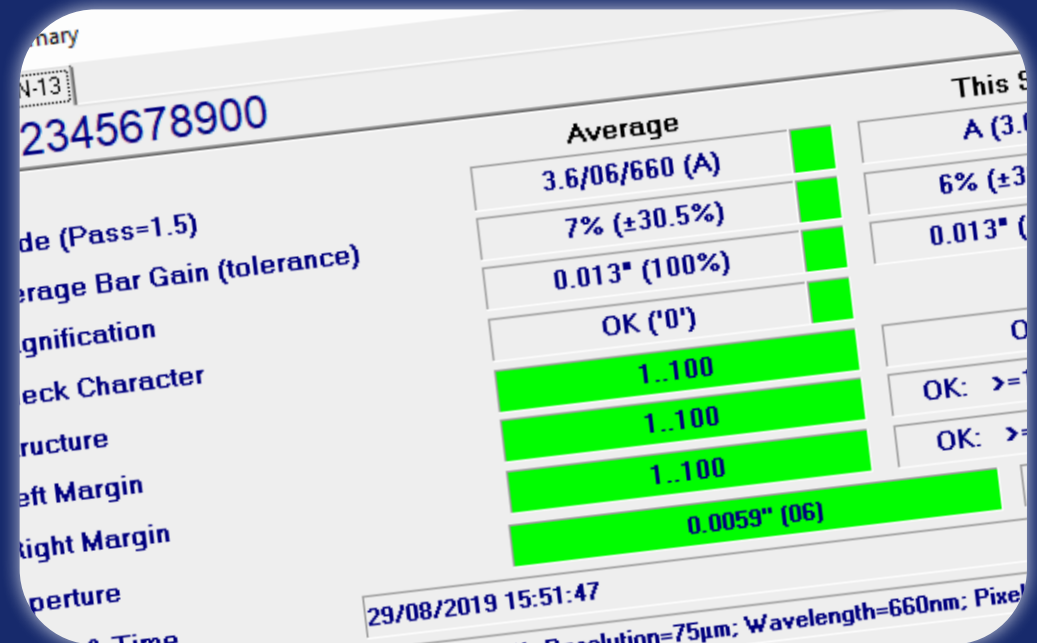 mary
N-13
2345678900
Average This S
de (Pass=1.5) 3.6/06/660 (A) A (3.
erage Bar Gain (tolerance) 7% (±30.5%) 6% (±3
gnification 0.013" (100%) 0.013" (
eck Character OK ('0')
ructure 1..100 O
eft Margin 1..100 OK: >=
ight Margin 1..100 OK: >=
perture 0.0059" (06)
& Time 29/08/2019 15:51:47
Resolution=75µm; Wavelength=660nm; Pixel